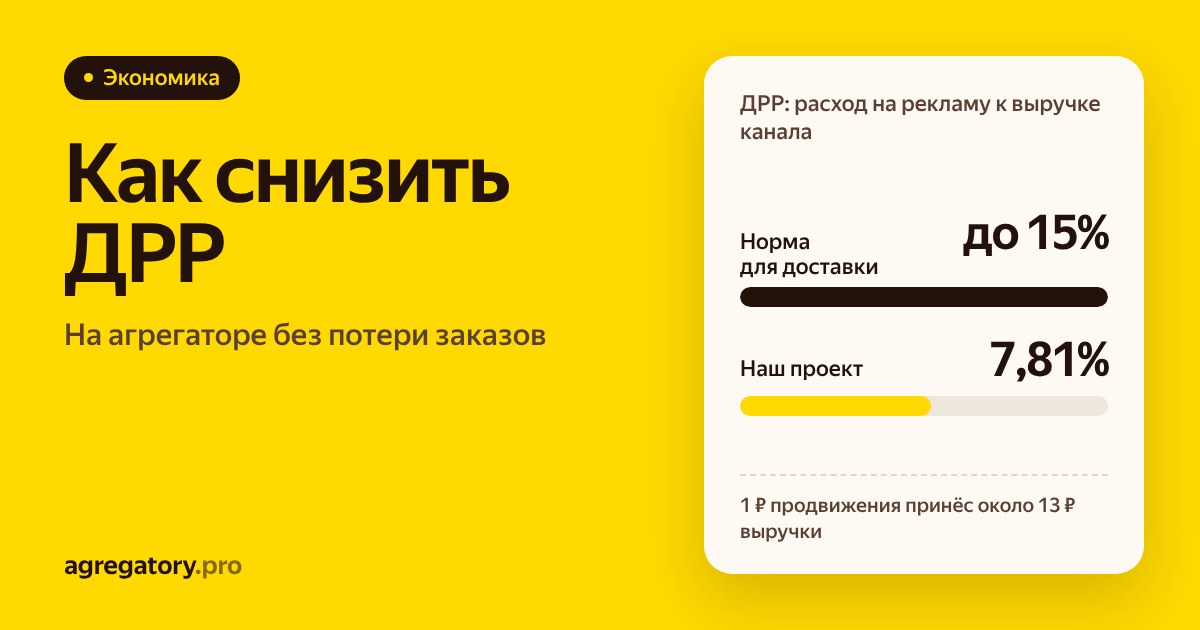 Экономика
Как снизить
ДРР
На агрегаторе без потери заказов
agregatory.pro
ДРР: расход на рекламу к выручке
канала
Норма
для доставки
до 15%
Наш проект
7,81%
1 ₽ продвижения принёс около 13 ₽
выручки